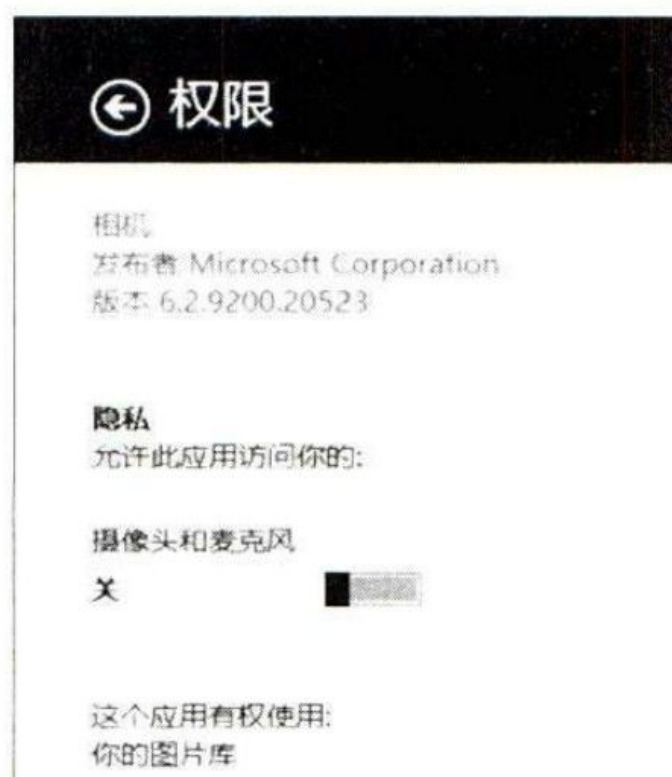 权限
相机
发布者 Microsoft Corporation
版本 6.2.9200.20523
隐私
允许此应用访问你的:
摄像头和麦克风
关
这个应用有权使用:
你的图片库